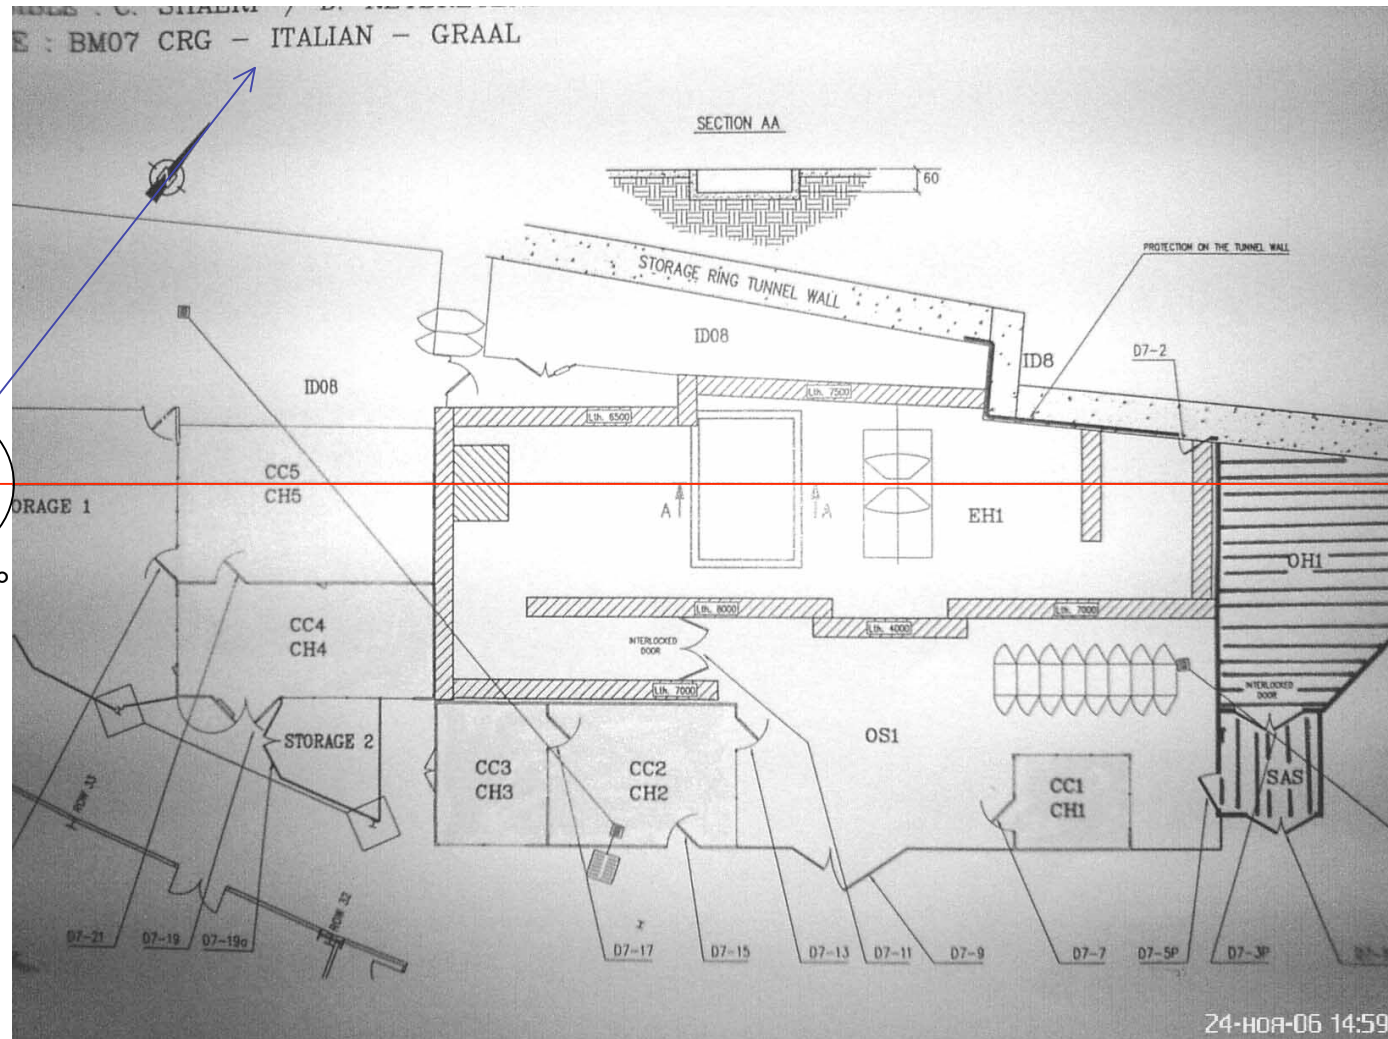 E : BM07 CRG - ITALIAN - GRAAL
SECTION AA
60
PROTECTION ON THE TUNNEL WALL
STORAGE RING TUNNEL WALL
ID08
ID8
D7-2
ID08
Lth. 7500
Lth. 6500
CC5
CH5
ORAGE 1
A
A
EH1
OH1
Lth. 8000
Lth. 7000
Lth. 4000
CC4
CH4
INTERLOCKED
DOOR
Lth. 7000
INTERLOCKED
DOOR
STORAGE 2
OS1
CC3
CH3
CC2
CH2
CC1
CH1
SAS
ROW 33
ROW 32
D7-21
D7-19
D7-19a
D7-17
D7-15
D7-13
D7-11
D7-9
D7-7
D7-5P
D7-3P
24-ноя-06 14:59